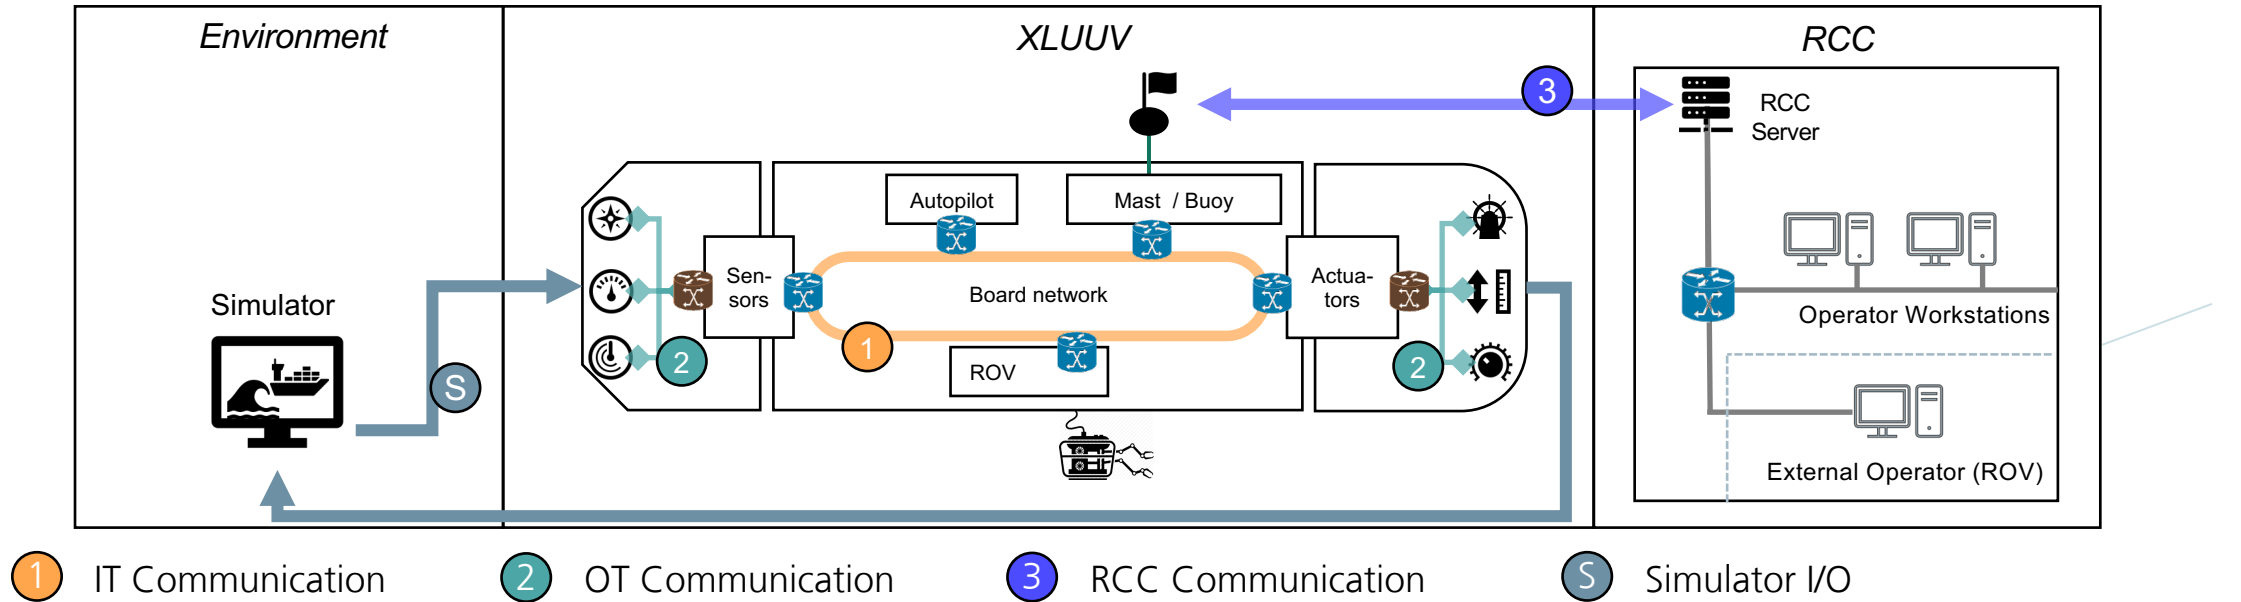 Environment
XLUUV
RCC
3
RCC
Server
Autopilot
Mast / Buoy
Sen-
sors
Board network
Actua-
tors
Simulator
Operator Workstations
1
2
2
ROV
S
External Operator (ROV)
1 IT Communication
2 OT Communication
3 RCC Communication
S Simulator I/O